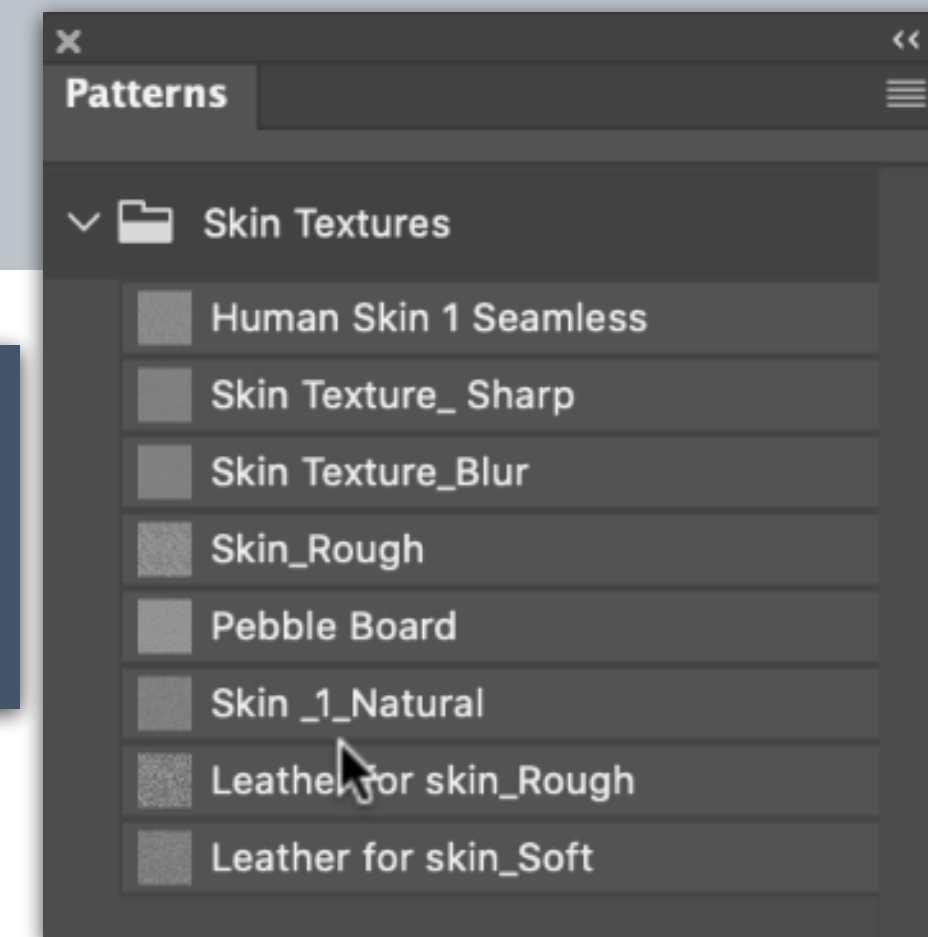 Patterns
Skin Textures
Human Skin 1 Seamless
Skin Texture_ Sharp
Skin Texture_Blur
Skin_Rough
Pebble Board
Skin _1_Natural
Leather for skin_Rough
Leather for skin_Soft